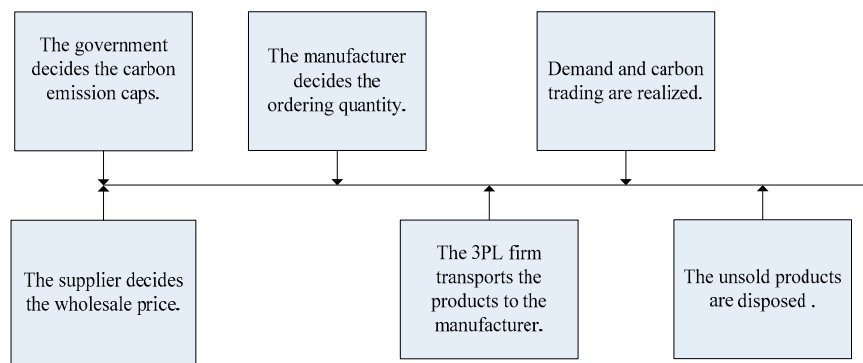 The government
decides the carbon
emission caps.
The manufacturer
decides the
ordering quantity.
Demand and carbon
trading are realized.
The supplier decides
the wholesale price.
The 3PL firm
transports the
products to the
manufacturer.
The unsold products
are disposed .